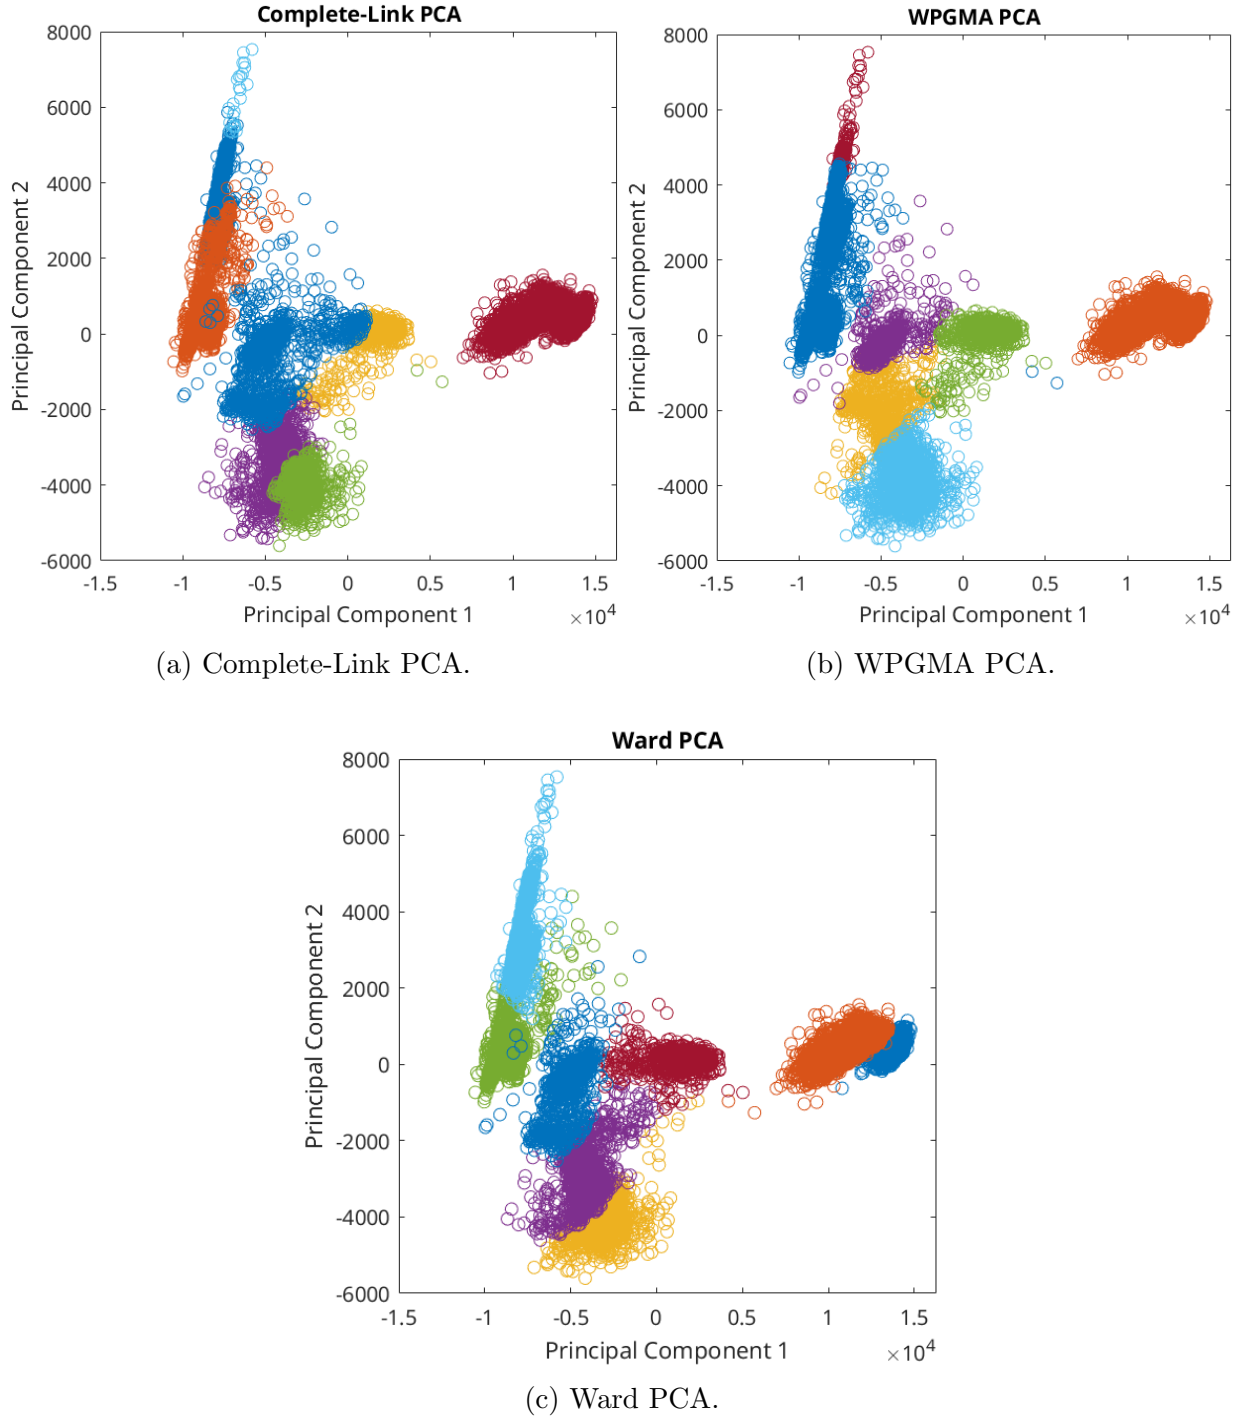 Complete-Link PCA
8000
6000
4000
2000
0
-2000
-4000
-6000
Principal Component 2
-1.5 -1 -0.5 0 0.5 1 1.5
Principal Component 1
×10^4
(a) Complete-Link PCA.
WPGMA PCA
8000
6000
4000
2000
0
-2000
-4000
-6000
Principal Component 2
-1.5 -1 -0.5 0 0.5 1 1.5
Principal Component 1
×10^4
(b) WPGMA PCA.
Ward PCA
8000
6000
4000
2000
0
-2000
-4000
-6000
Principal Component 2
-1.5 -1 -0.5 0 0.5 1 1.5
Principal Component 1
×10^4
(c) Ward PCA.